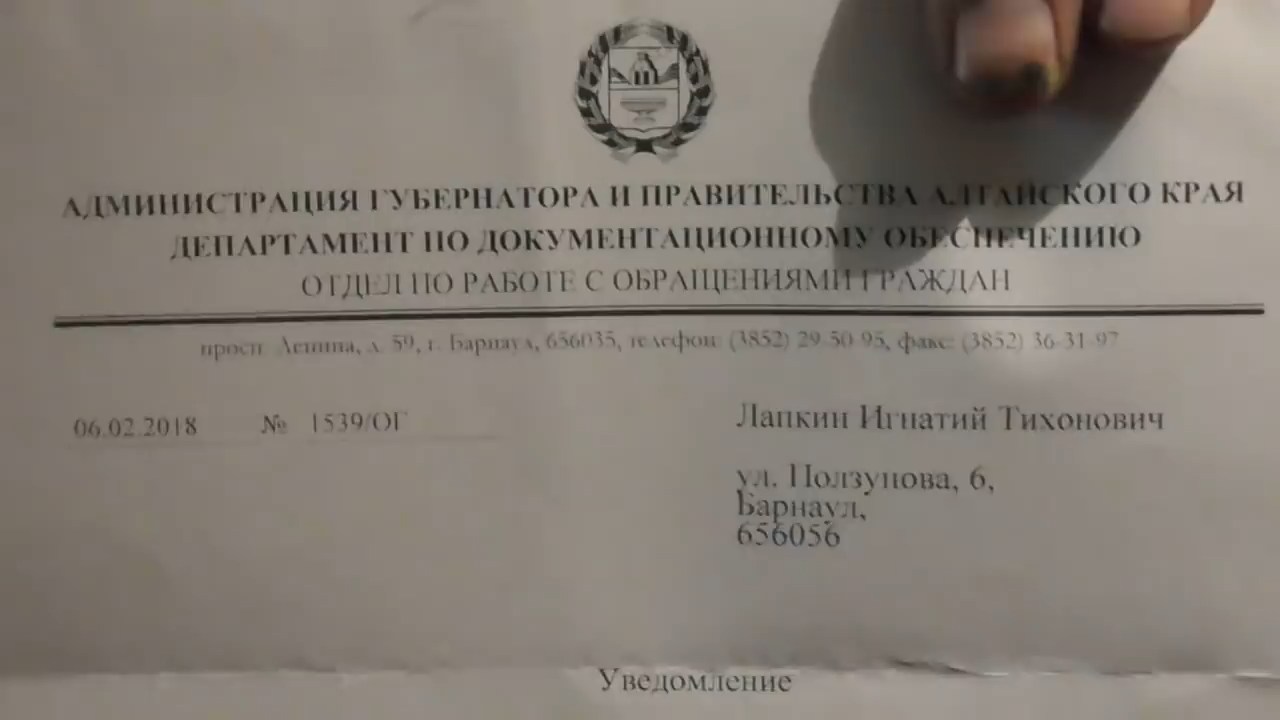 АДМИНИСТРАЦИЯ ГУБЕРНАТОРА И ПРАВИТЕЛЬСТВА АЛТАЙСКОГО КРАЯ
ДЕПАРТАМЕНТ ПО ДОКУМЕНТАЦИОННОМУ ОБЕСПЕЧЕНИЮ
ОТДЕЛ ПО РАБОТЕ С ОБРАЩЕНИЯМИ ГРАЖДАН
просп. Ленина, д. 59, г. Барнаул, 656035, телефон: (3852) 29-50-95, факс: (3852) 36-31-97
06.02.2018 № 1539/ОГ
Лапкин Игнатий Тихонович
ул. Ползунова, 6,
Барнаул,
656056
Уведомление